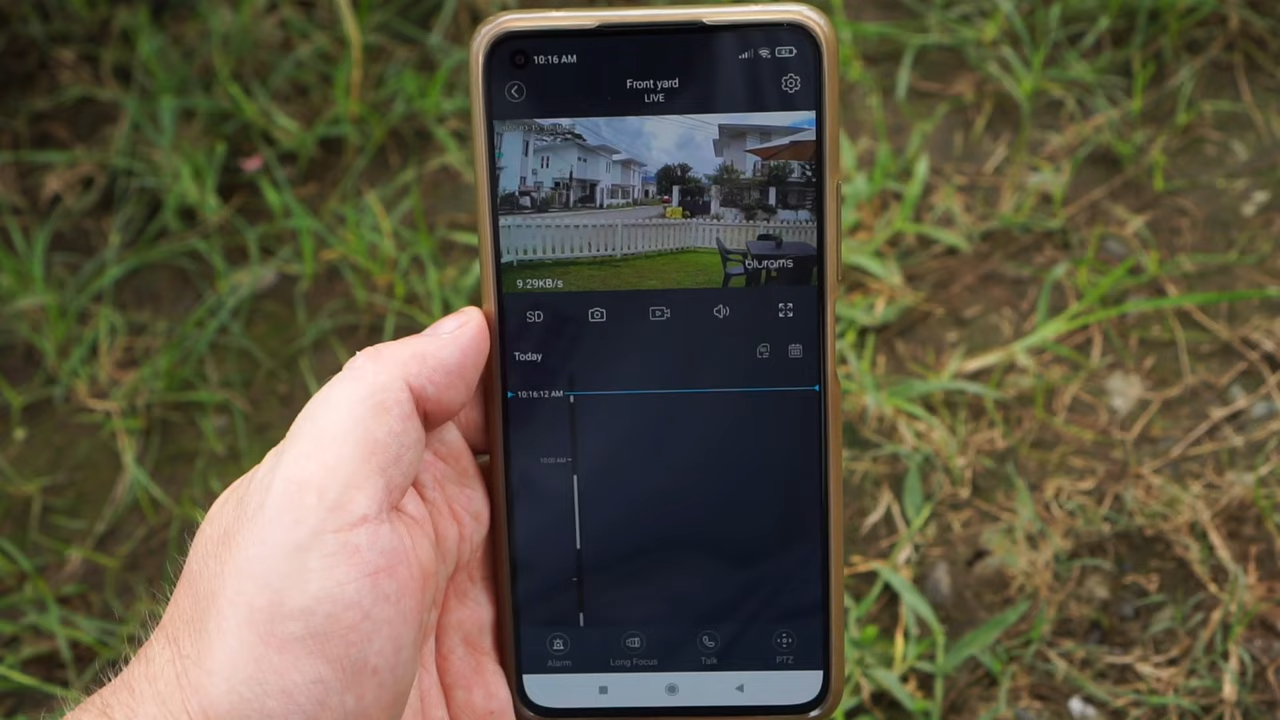 10:16 AM
42
Front yard
LIVE
blurams
9.29KB/s
SD
Today
10:16:12 AM
10:00 AM
Alarm
Long Focus
Talk
PTZ